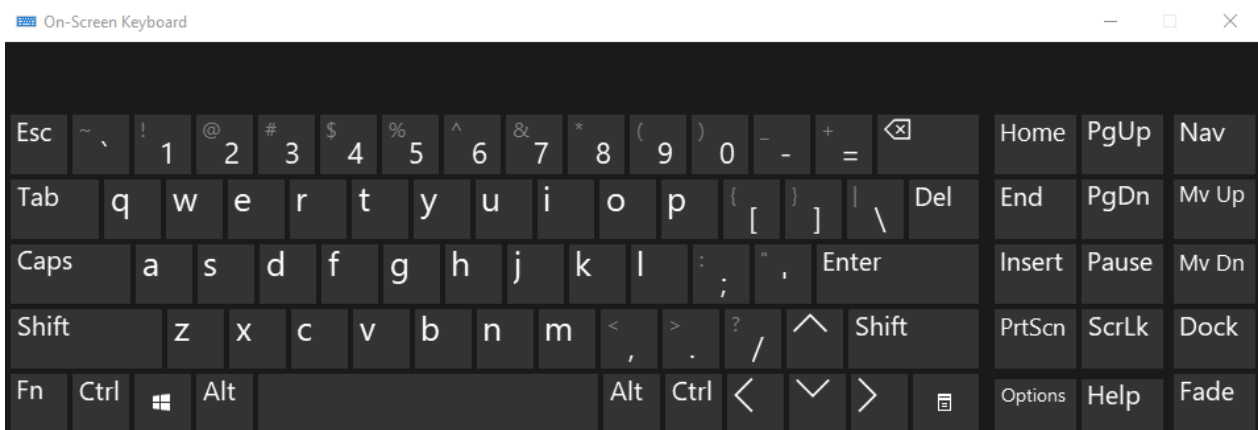 On-Screen Keyboard
Esc ~ ` ! 1 @ 2 # 3 $ 4 % 5 ^ 6 & 7 * 8 ( 9 ) 0 _ - + = Home PgUp Nav
Tab q w e r t y u i o p { [ } ] | \ Del End PgDn Mv Up
Caps a s d f g h j k l : ; " ' Enter Insert Pause Mv Dn
Shift z x c v b n m < , > . ? / Shift PrtScn ScrLk Dock
Fn Ctrl Alt Alt Ctrl Options Help Fade